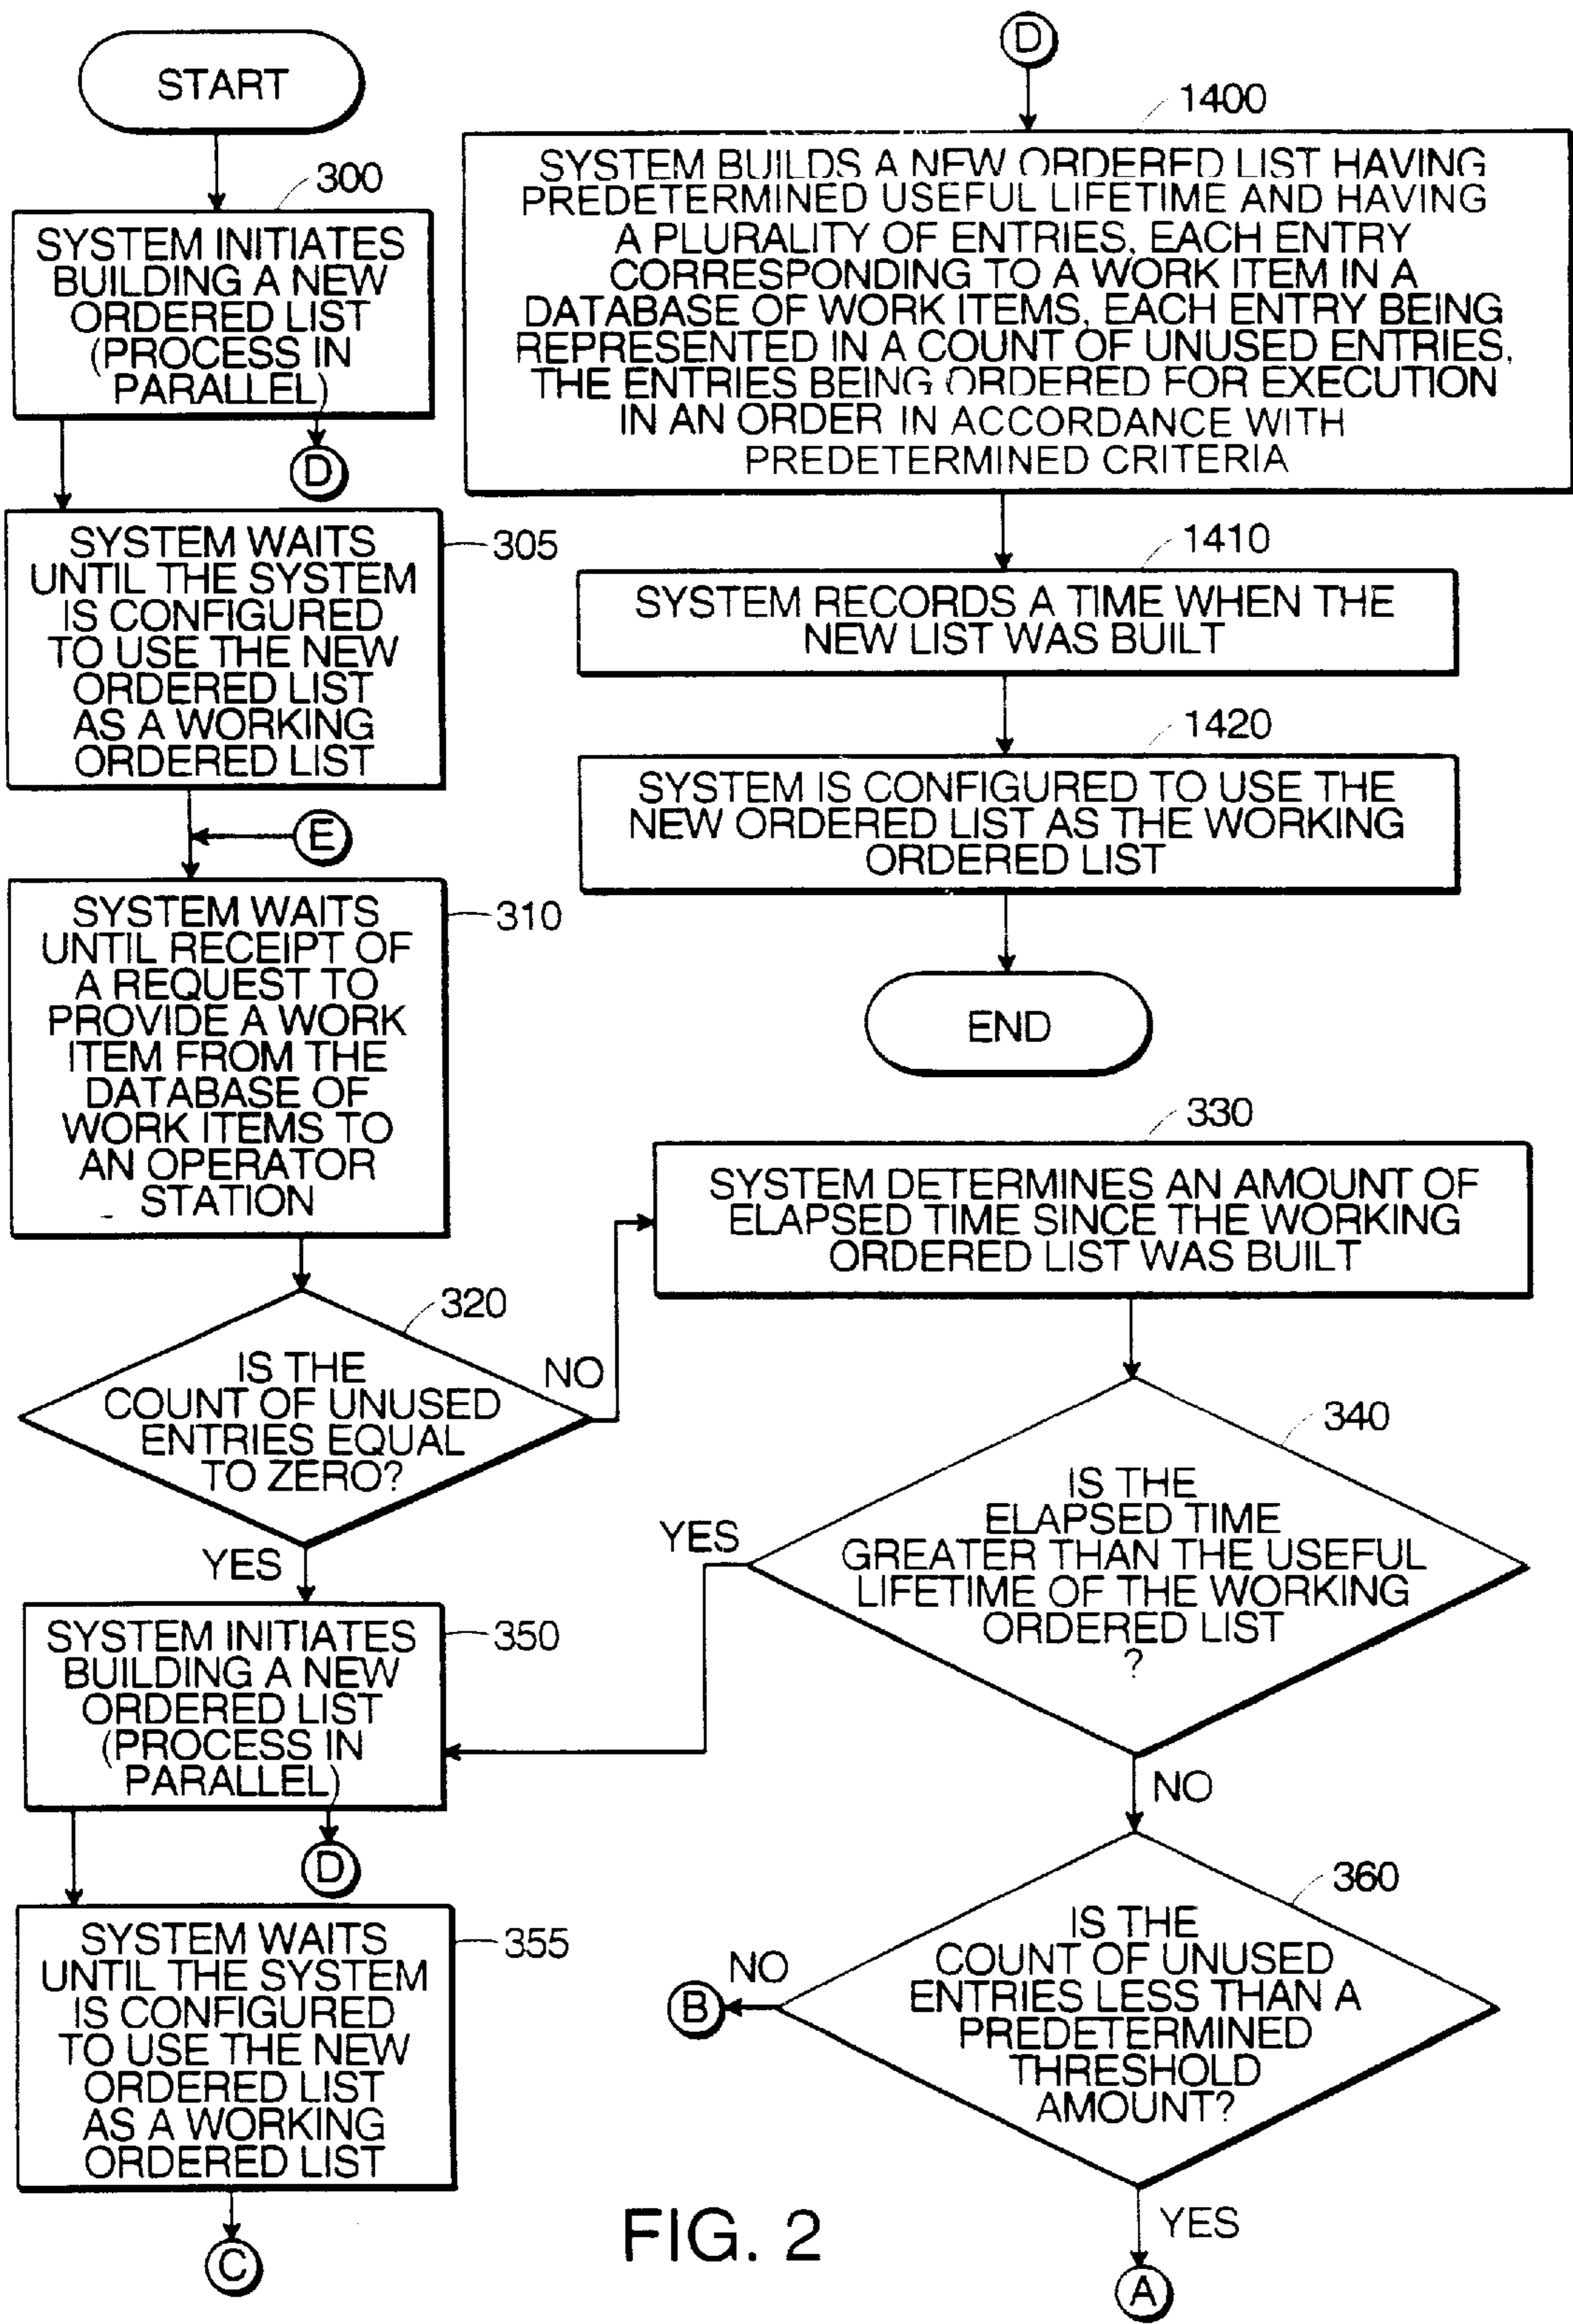 START
300
SYSTEM INITIATES
BUILDING A NEW
ORDERED LIST
(PROCESS IN
PARALLEL)
D
SYSTEM WAITS
UNTIL THE SYSTEM
IS CONFIGURED
TO USE THE NEW
ORDERED LIST
AS A WORKING
ORDERED LIST
305
E
SYSTEM WAITS
UNTIL RECEIPT OF
A REQUEST TO
PROVIDE A WORK
ITEM FROM THE
DATABASE OF
WORK ITEMS TO
AN OPERATOR
STATION
310
320
IS THE
COUNT OF UNUSED
ENTRIES EQUAL
TO ZERO?
NO
YES
SYSTEM INITIATES
BUILDING A NEW
ORDERED LIST
(PROCESS IN
PARALLEL)
350
D
SYSTEM WAITS
UNTIL THE SYSTEM
IS CONFIGURED
TO USE THE NEW
ORDERED LIST
AS A WORKING
ORDERED LIST
355
C
D
1400
SYSTEM BUILDS A NEW ORDERED LIST HAVING
PREDETERMINED USEFUL LIFETIME AND HAVING
A PLURALITY OF ENTRIES, EACH ENTRY
CORRESPONDING TO A WORK ITEM IN A
DATABASE OF WORK ITEMS, EACH ENTRY BEING
REPRESENTED IN A COUNT OF UNUSED ENTRIES,
THE ENTRIES BEING ORDERED FOR EXECUTION
IN AN ORDER IN ACCORDANCE WITH
PREDETERMINED CRITERIA
1410
SYSTEM RECORDS A TIME WHEN THE
NEW LIST WAS BUILT
1420
SYSTEM IS CONFIGURED TO USE THE
NEW ORDERED LIST AS THE WORKING
ORDERED LIST
END
330
SYSTEM DETERMINES AN AMOUNT OF
ELAPSED TIME SINCE THE WORKING
ORDERED LIST WAS BUILT
340
IS THE
ELAPSED TIME
GREATER THAN THE USEFUL
LIFETIME OF THE WORKING
ORDERED LIST
?
YES
NO
360
IS THE
COUNT OF UNUSED
ENTRIES LESS THAN A
PREDETERMINED
THRESHOLD
AMOUNT?
NO
B
YES
A
FIG. 2